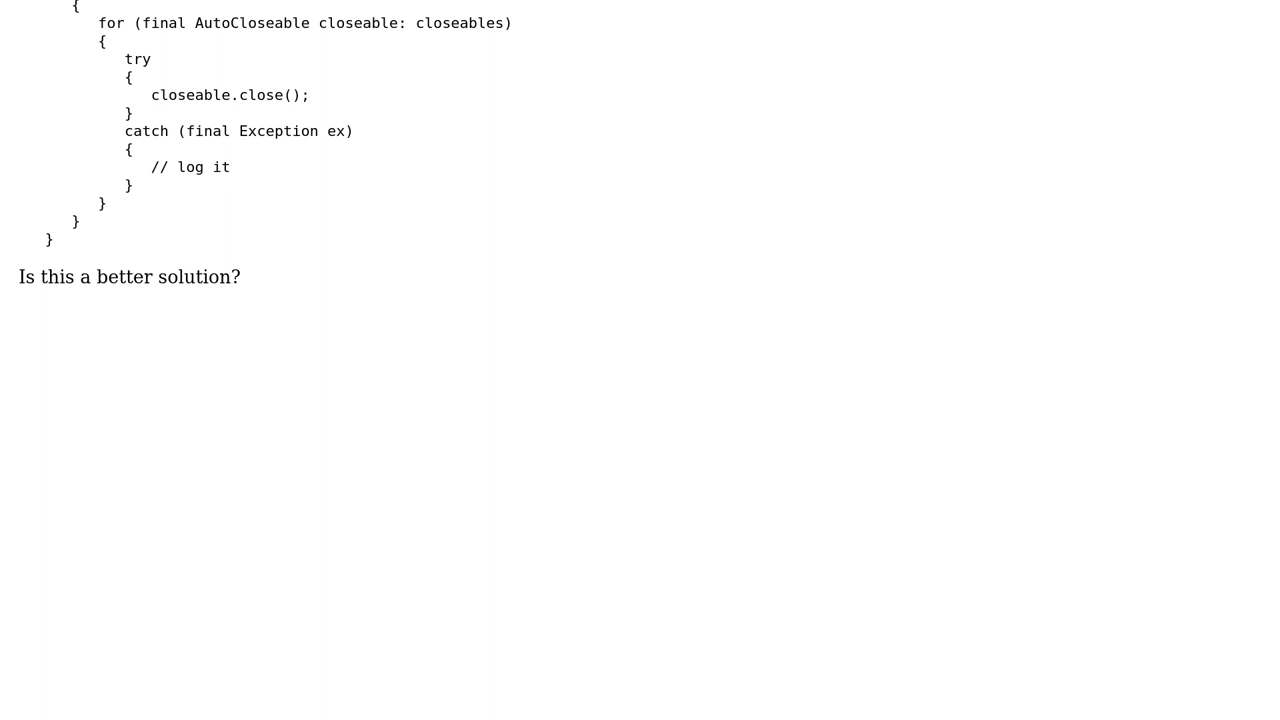 {
for (final AutoCloseable closeable: closeables)
{
try
{
closeable.close();
}
catch (final Exception ex)
{
// log it
}
}
}
}
Is this a better solution?